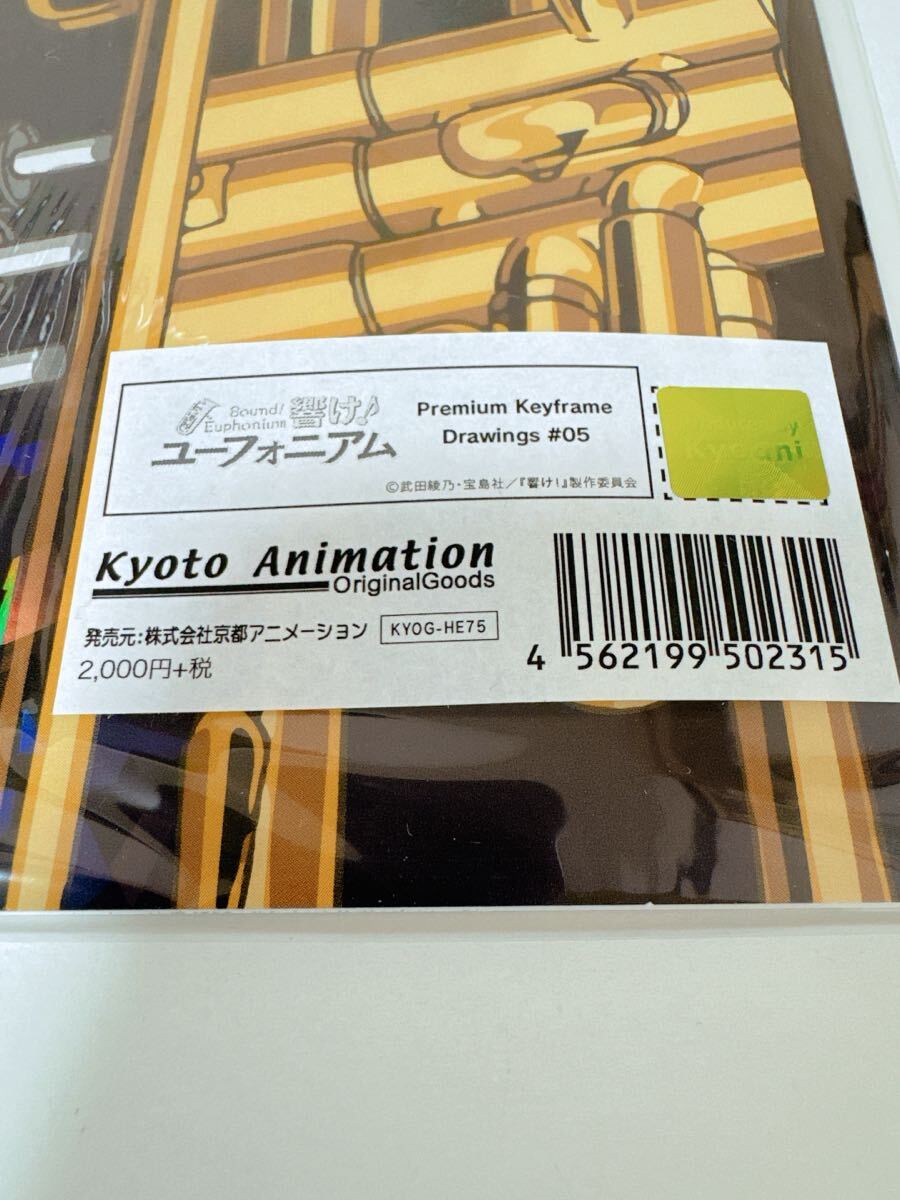 Sound! 響け♪
Euphonium
ユーフォニアム
Premium Keyframe
Drawings #05
©武田綾乃・宝島社／『響け!』製作委員会
Kyoani
Kyoto Animation
OriginalGoods
発売元:株式会社京都アニメーション KYOG-HE75
2,000円+税
4 562199 502315